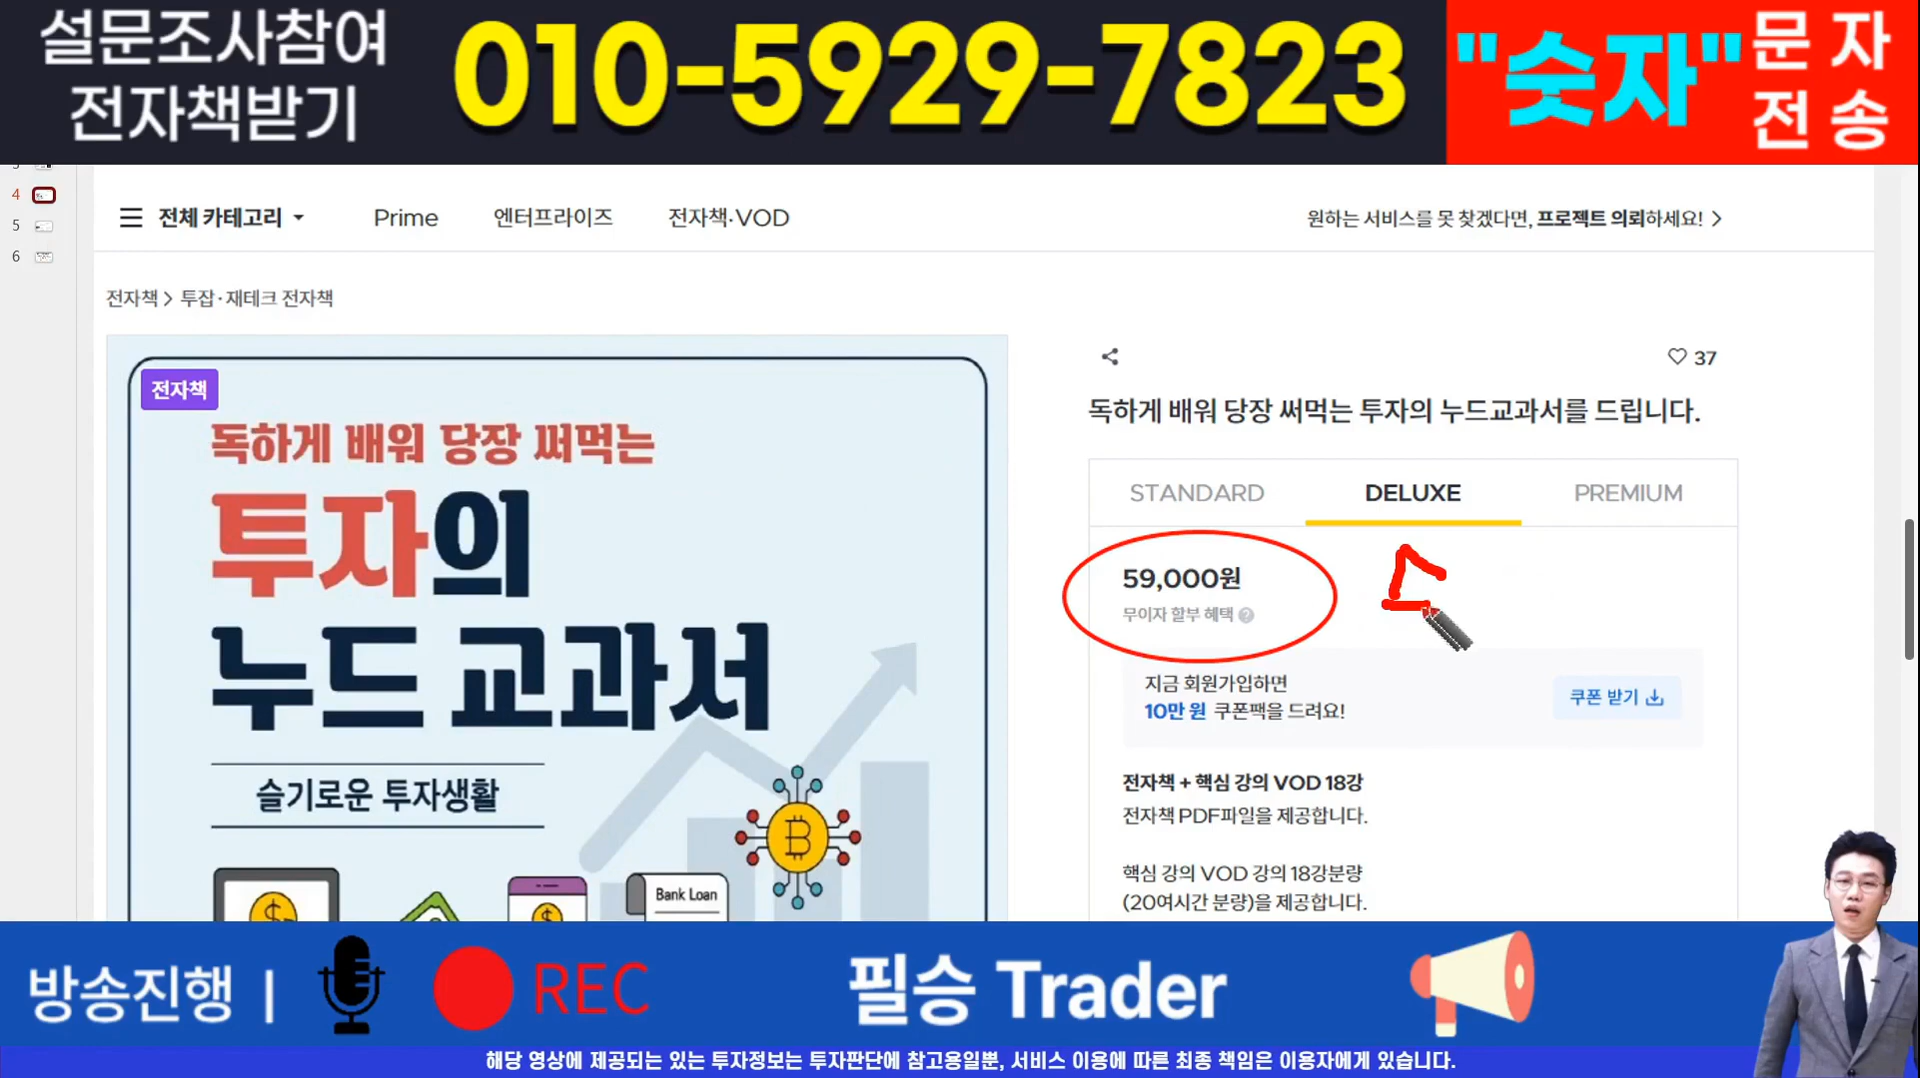 설문조사참여
전자책받기
010-5929-7823
"숫자"
문자
전송
4
5
6
전체 카테고리
Prime
엔터프라이즈
전자책·VOD
원하는 서비스를 못 찾겠다면, 프로젝트 의뢰하세요!
전자책 > 투잡·재테크 전자책
전자책
독하게 배워 당장 써먹는
투자의
누드교과서
슬기로운 투자생활
Bank Loan
37
독하게 배워 당장 써먹는 투자의 누드교과서를 드립니다.
STANDARD
DELUXE
PREMIUM
59,000원
무이자 할부 혜택 ?
지금 회원가입하면
10만 원 쿠폰팩을 드려요!
쿠폰 받기
전자책 + 핵심 강의 VOD 18강
전자책 PDF파일을 제공합니다.
핵심 강의 VOD 강의 18강분량
(20여시간 분량)을 제공합니다.
방송진행 |
REC
필승 Trader
해당 영상에 제공되는 있는 투자정보는 투자판단에 참고용일뿐, 서비스 이용에 따른 최종 책임은 이용자에게 있습니다.